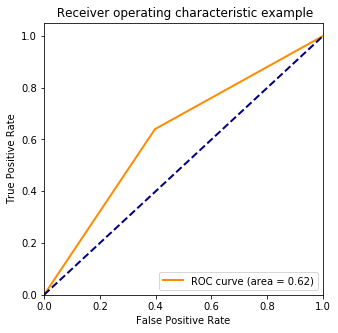 Receiver operating characteristic example
True Positive Rate
1.0
0.8
0.6
0.4
0.2
0.0
ROC curve (area = 0.62)
0.0 0.2 0.4 0.6 0.8 1.0
False Positive Rate